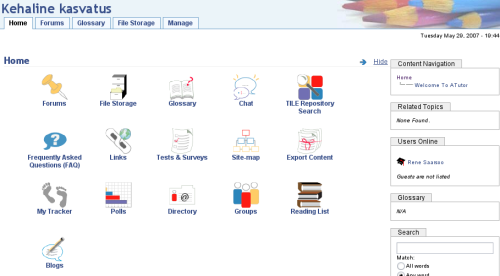 Kehaline kasvatus
Home Forums Glossary File Storage Manage
Tuesday May 29, 2007 - 19:44
Home
Hide
Forums File Storage Glossary Chat TILE Repository
Search
Frequently Asked Links Tests & Surveys Site-map Export Content
Questions (FAQ)
My Tracker Polls Directory Groups Reading List
Blogs
Content Navigation
Home
Welcome To ATutor
Related Topics
None Found.
Users Online
Rene Saarsoo
Guests are not listed
Glossary
N/A
Search
Match:
All words
Any word